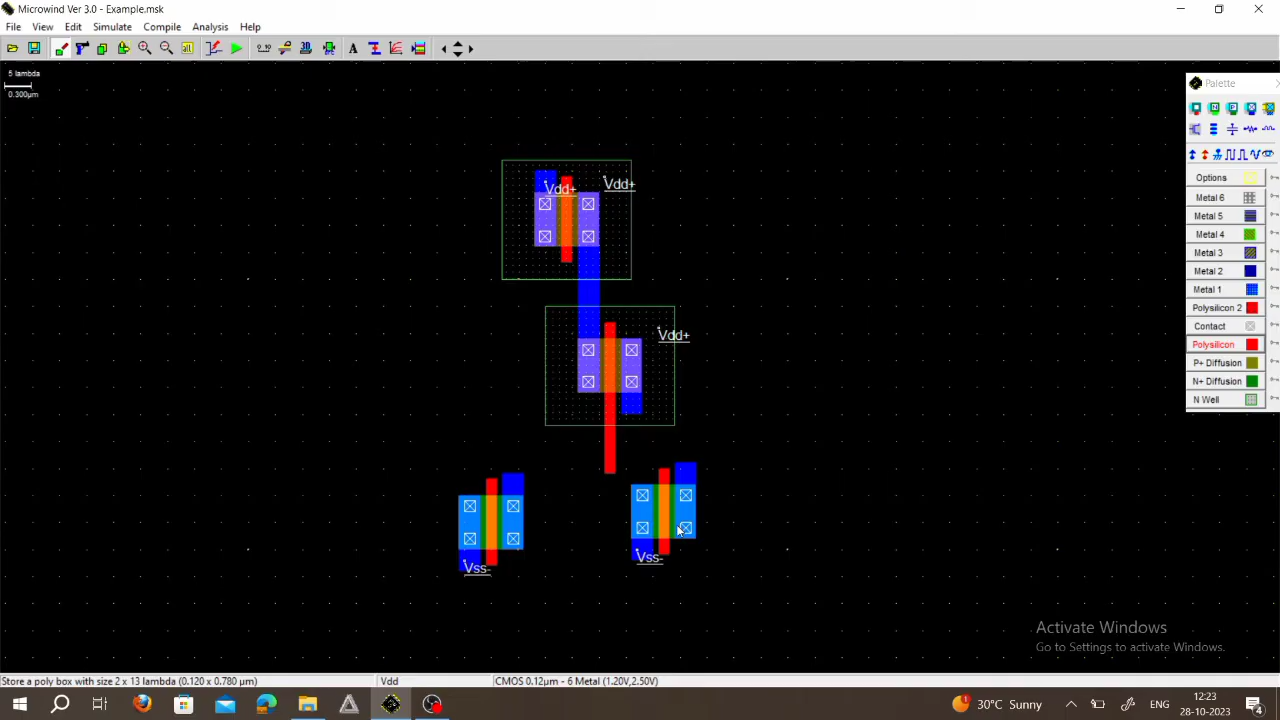 Microwind Ver 3.0 - Example.msk
File View Edit Simulate Compile Analysis Help
5 lambda
0.300µm
Palette
Options
Metal 6
Metal 5
Metal 4
Metal 3
Metal 2
Metal 1
Polysilicon 2
Contact
Polysilicon
P+ Diffusion
N+ Diffusion
N Well
Vdd+ Vdd+
Vdd+
Vss-
Vss-
Activate Windows
Go to Settings to activate Windows.
Store a poly box with size 2 x 13 lambda (0.120 x 0.780 µm) Vdd CMOS 0.12µm - 6 Metal (1.20V,2.50V)
30°C Sunny ENG 12:23
28-10-2023 4